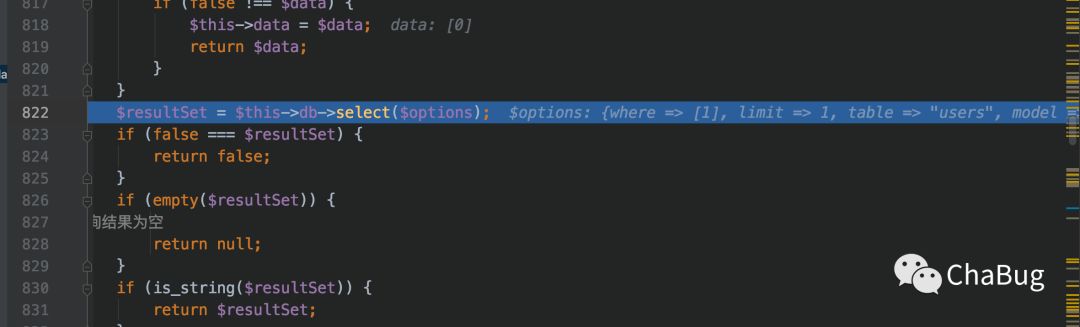 817 if (false !== $data) {
818 $this->data = $data; data: [0]
819 return $data;
820 }
821 }
822 $resultSet = $this->db->select($options); $options: {where => [1], limit => 1, table => "users", model
823 if (false === $resultSet) {
824 return false;
825 }
826 if (empty($resultSet)) {
827 询结果为空
828 return null;
829 }
830 if (is_string($resultSet)) {
831 return $resultSet;
ChaBug